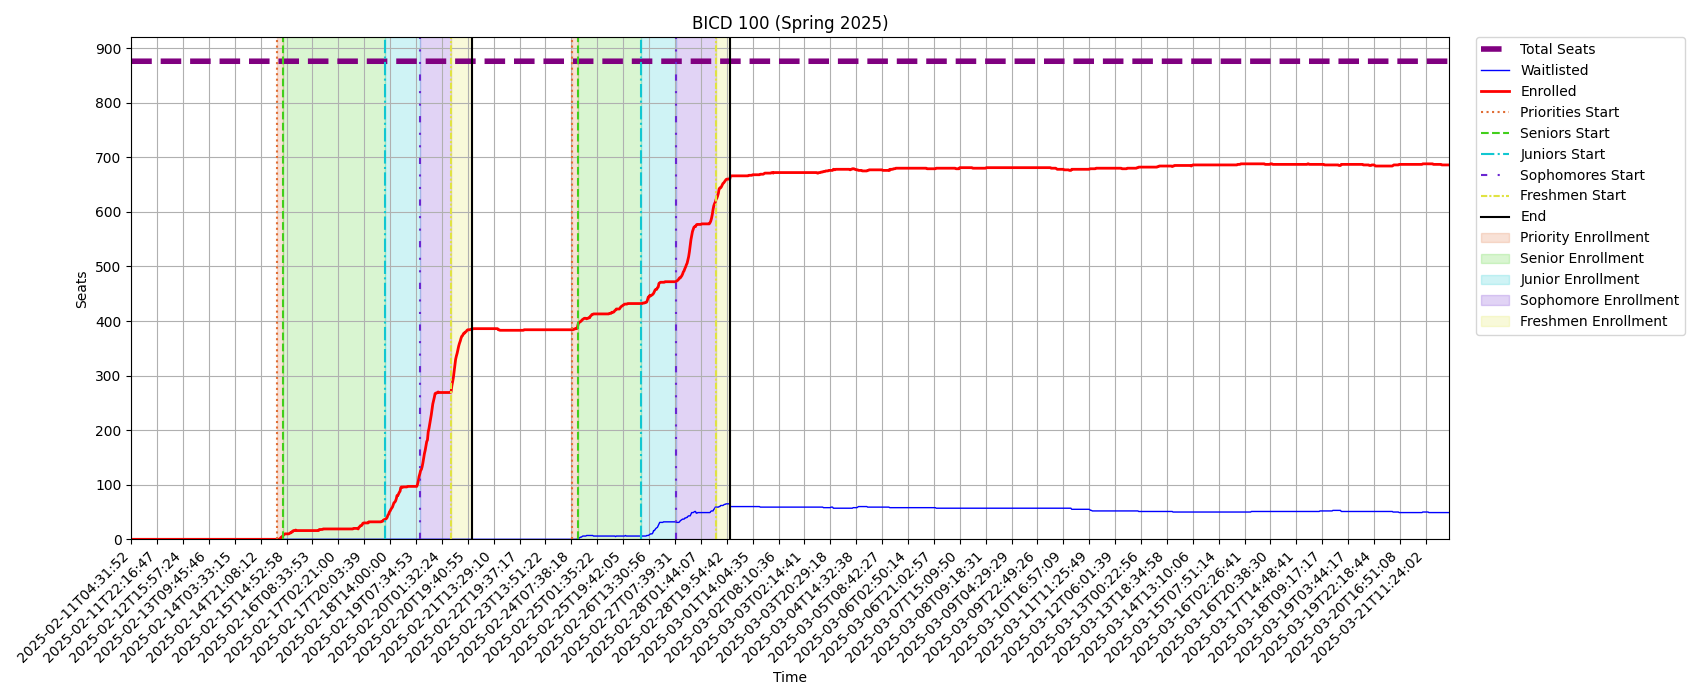 BICD 100 (Spring 2025)
Seats
900
800
700
600
500
400
300
200
100
0
2025-02-11T04:31:52
2025-02-11T22:16:47
2025-02-12T15:57:24
2025-02-13T09:45:46
2025-02-14T03:33:15
2025-02-14T21:08:12
2025-02-15T14:52:58
2025-02-16T08:33:53
2025-02-17T02:21:00
2025-02-17T20:03:39
2025-02-18T14:00:00
2025-02-19T07:34:53
2025-02-20T01:32:24
2025-02-20T19:40:55
2025-02-21T13:29:10
2025-02-22T19:37:17
2025-02-23T13:51:22
2025-02-24T07:38:18
2025-02-25T01:35:22
2025-02-25T19:42:05
2025-02-26T13:30:56
2025-02-27T07:39:31
2025-02-28T01:44:07
2025-02-28T19:54:42
2025-03-01T14:04:35
2025-03-02T08:10:36
2025-03-03T02:14:41
2025-03-03T20:29:18
2025-03-04T14:32:38
2025-03-05T08:42:27
2025-03-06T02:50:14
2025-03-06T21:02:57
2025-03-07T15:09:50
2025-03-08T09:18:31
2025-03-09T04:29:29
2025-03-09T22:49:26
2025-03-10T16:57:09
2025-03-11T11:25:49
2025-03-12T06:01:39
2025-03-13T00:22:56
2025-03-13T18:34:58
2025-03-14T13:10:06
2025-03-15T07:51:14
2025-03-16T02:26:41
2025-03-16T20:38:30
2025-03-17T14:48:41
2025-03-18T09:17:17
2025-03-19T03:44:17
2025-03-19T22:18:44
2025-03-20T16:51:08
2025-03-21T11:24:02
Time
Total Seats
Waitlisted
Enrolled
Priorities Start
Seniors Start
Juniors Start
Sophomores Start
Freshmen Start
End
Priority Enrollment
Senior Enrollment
Junior Enrollment
Sophomore Enrollment
Freshmen Enrollment